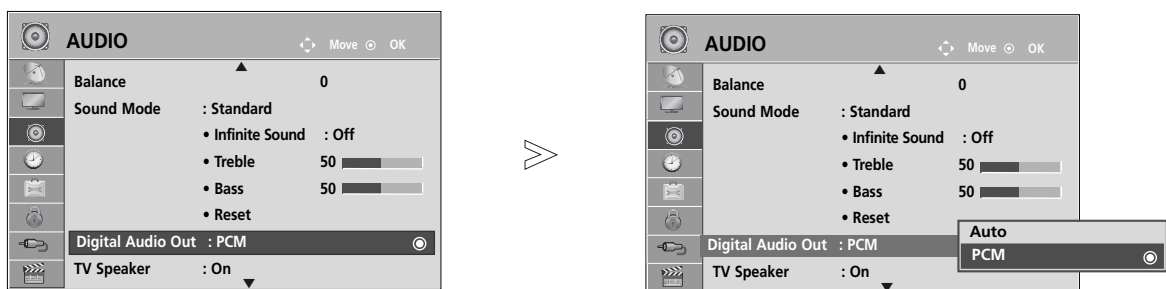 AUDIO Move OK
Balance 0
Sound Mode : Standard
• Infinite Sound : Off
• Treble 50
• Bass 50
• Reset
Digital Audio Out : PCM
TV Speaker : On
AUDIO Move OK
Balance 0
Sound Mode : Standard
• Infinite Sound : Off
• Treble 50
• Bass 50
• Reset
Digital Audio Out : PCM
TV Speaker : On
Auto
PCM